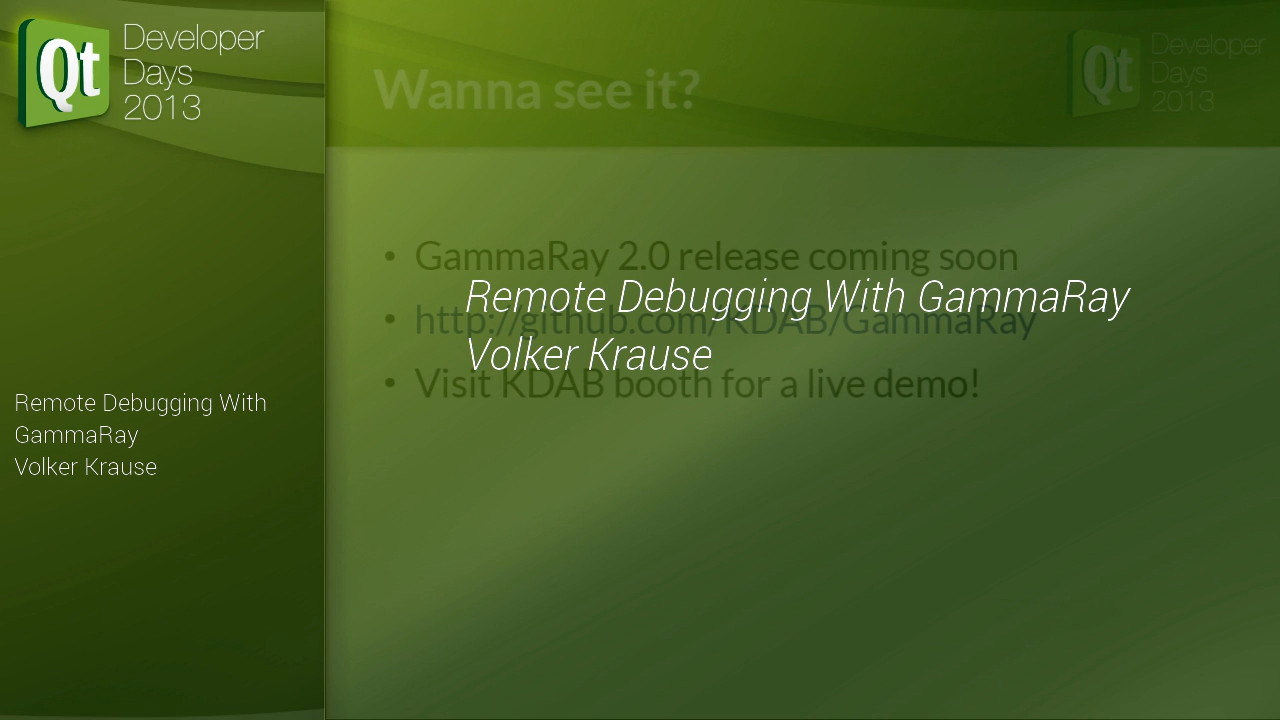 Qt Developer
Days
2013
Remote Debugging With
GammaRay
Volker Krause
Wanna see it?
Qt Developer
Days
2013
• GammaRay 2.0 release coming soon
Remote Debugging With GammaRay
• http://github.com/KDAB/GammaRay
Volker Krause
• Visit KDAB booth for a live demo!